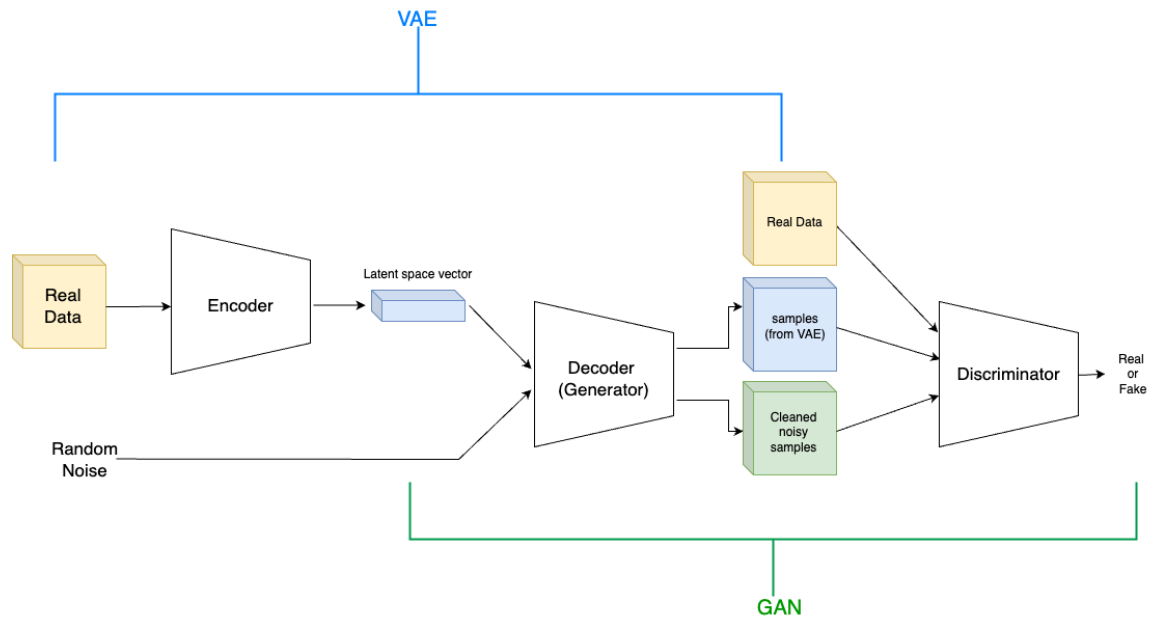 VAE
Real Data
Real
Data
Encoder
Latent space vector
samples
(from VAE)
Decoder
(Generator)
Discriminator
Real
or
Fake
Cleaned
noisy
samples
Random
Noise
GAN